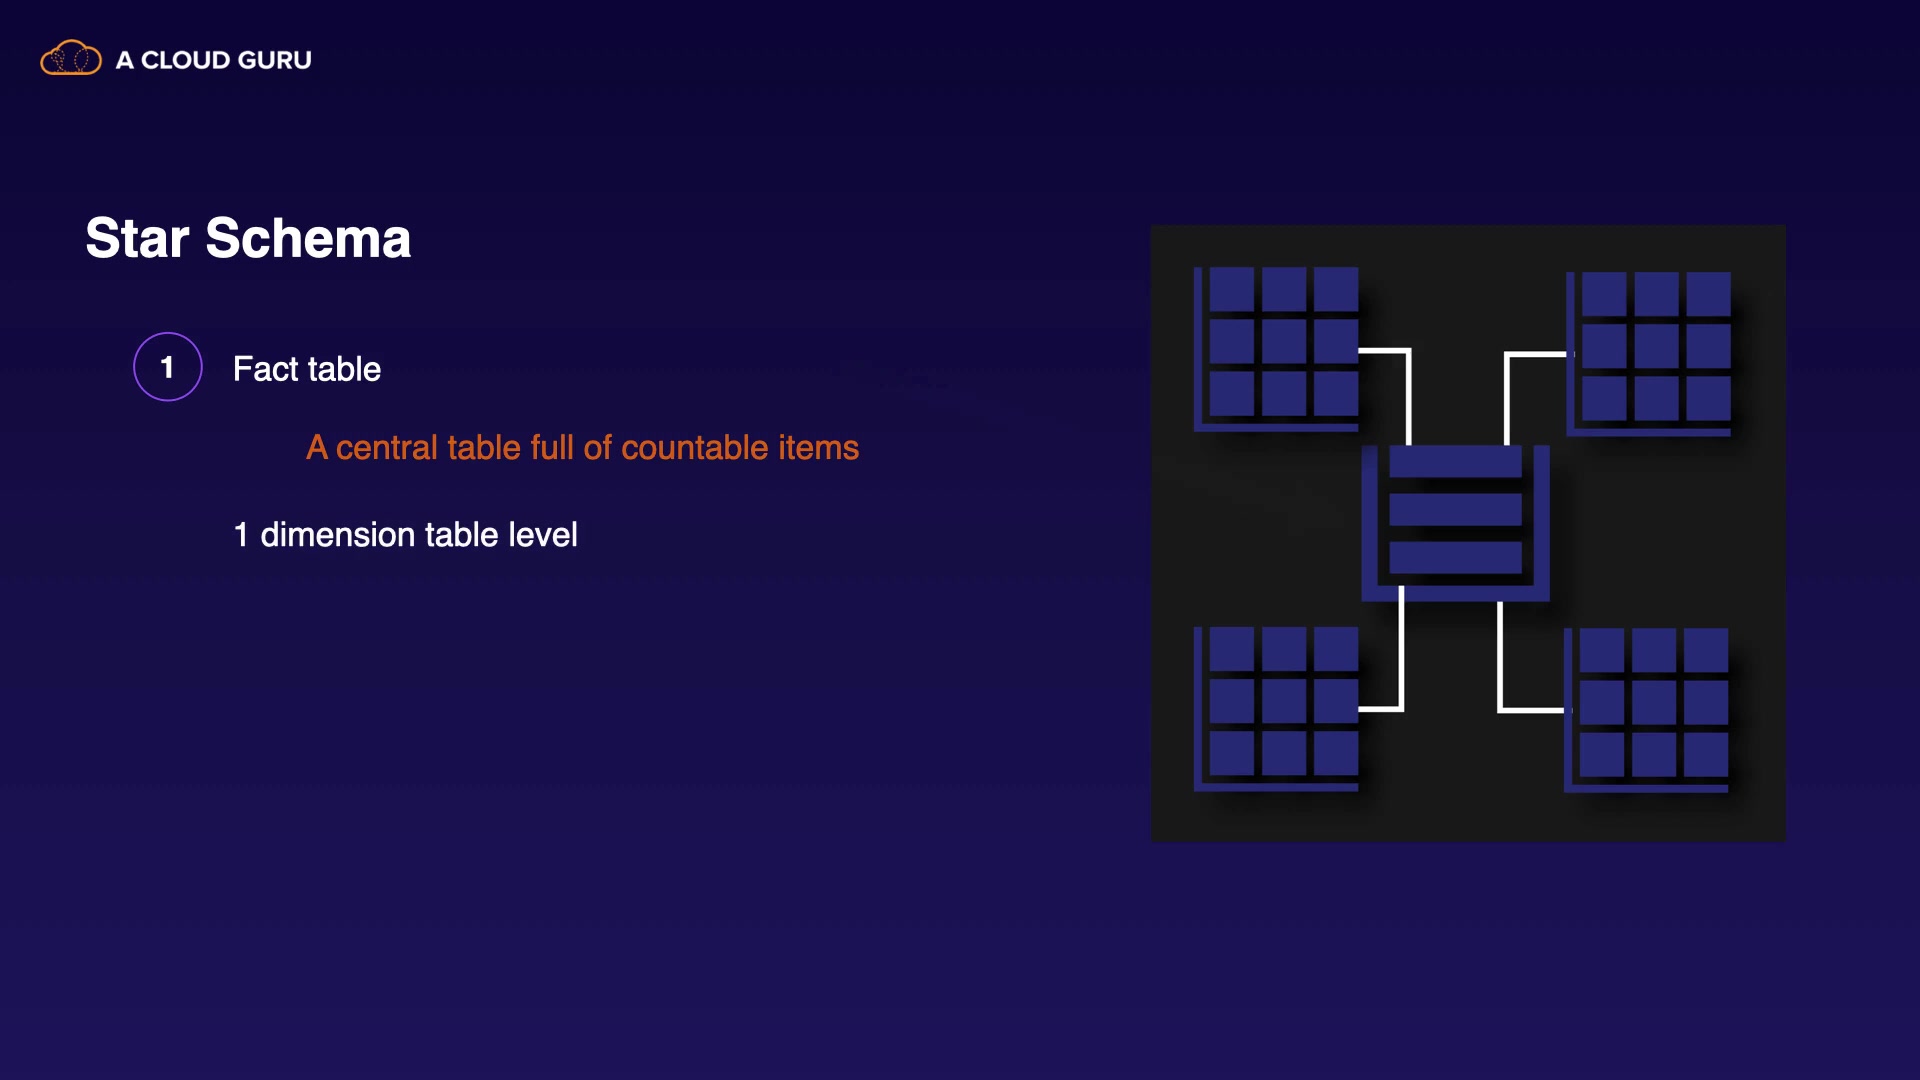 A CLOUD GURU
Star Schema
1 Fact table
A central table full of countable items
1 dimension table level